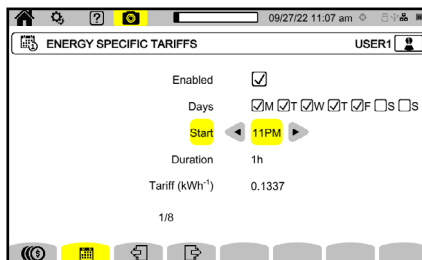 09/27/22 11:07 am
ENERGY SPECIFIC TARIFFS USER1
Enabled
Days M T W T F S S
Start 11PM
Duration 1h
Tariff (kWh⁻¹) 0.1337
1/8